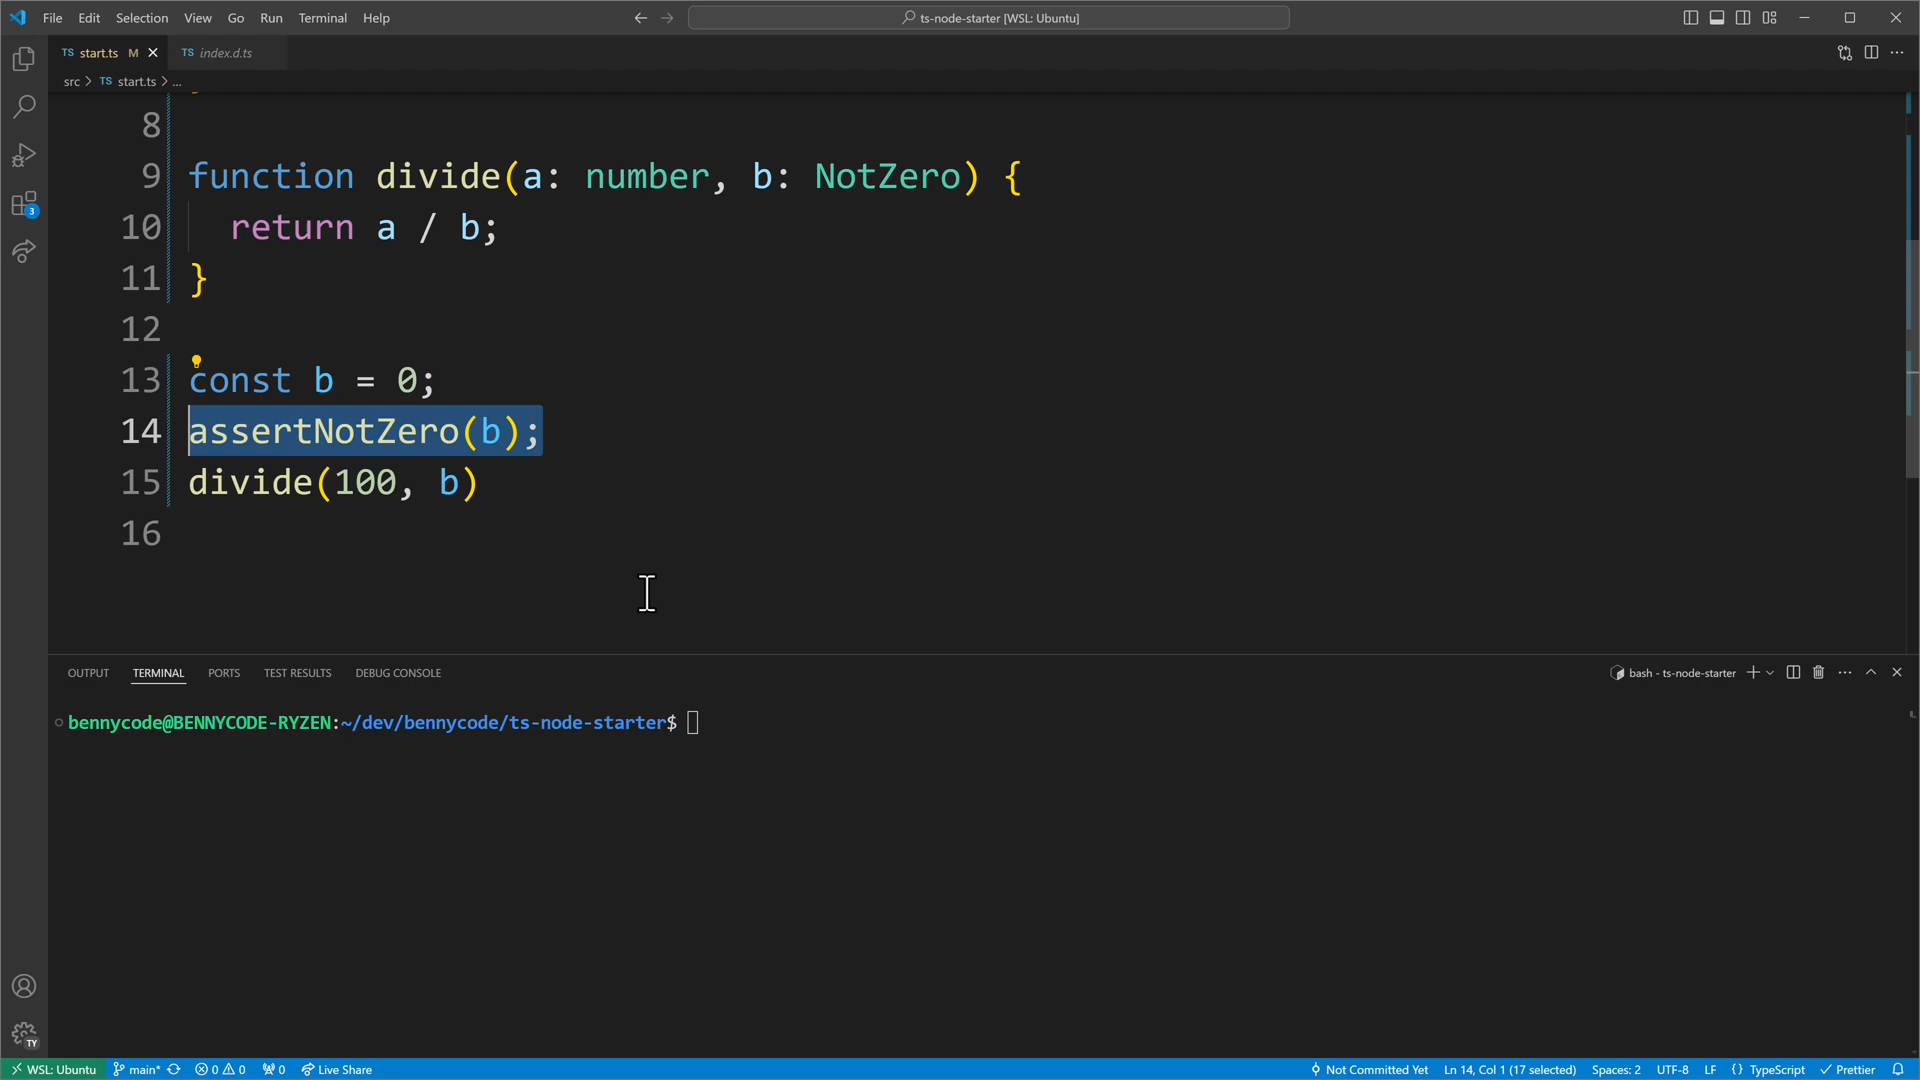 File Edit Selection View Go Run Terminal Help
ts-node-starter [WSL: Ubuntu]
TS start.ts M
TS index.d.ts
src > TS start.ts > ...
8
9 function divide(a: number, b: NotZero) {
10 return a / b;
11 }
12
13 const b = 0;
14 assertNotZero(b);
15 divide(100, b)
16
3
OUTPUT TERMINAL PORTS TEST RESULTS DEBUG CONSOLE
bash - ts-node-starter
bennycode@BENNYCODE-RYZEN:~/dev/bennycode/ts-node-starter$
TY
WSL: Ubuntu main* 0 0 0 Live Share
Not Committed Yet Ln 14, Col 1 (17 selected) Spaces: 2 UTF-8 LF {} TypeScript Prettier